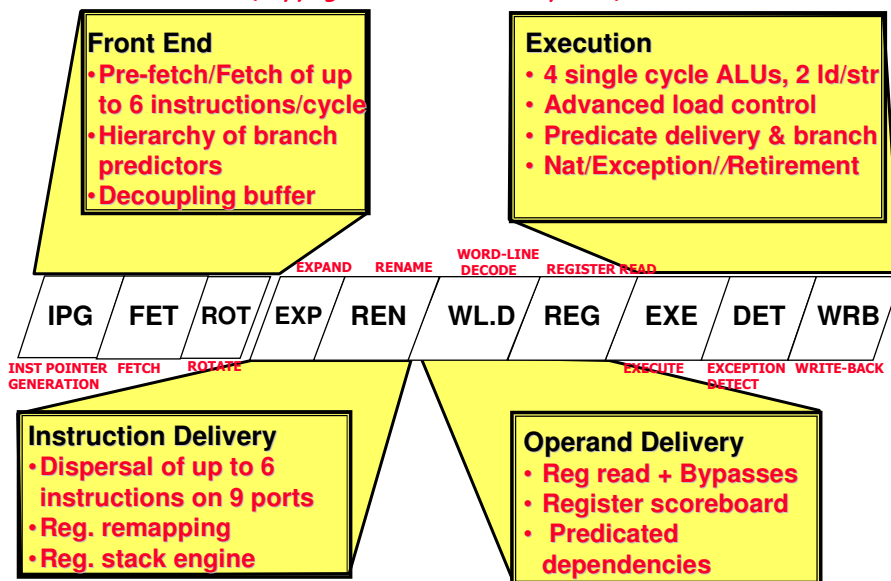 Front End
•Pre-fetch/Fetch of up
to 6 instructions/cycle
•Hierarchy of branch
predictors
•Decoupling buffer
Execution
• 4 single cycle ALUs, 2 ld/str
• Advanced load control
• Predicate delivery & branch
• Nat/Exception//Retirement
EXPAND RENAME WORD-LINE
DECODE REGISTER READ
IPG FET ROT EXP REN WL.D REG EXE DET WRB
INST POINTER
GENERATION FETCH ROTATE EXECUTE EXCEPTION
DETECT WRITE-BACK
Instruction Delivery
•Dispersal of up to 6
instructions on 9 ports
•Reg. remapping
•Reg. stack engine
Operand Delivery
• Reg read + Bypasses
• Register scoreboard
• Predicated
dependencies